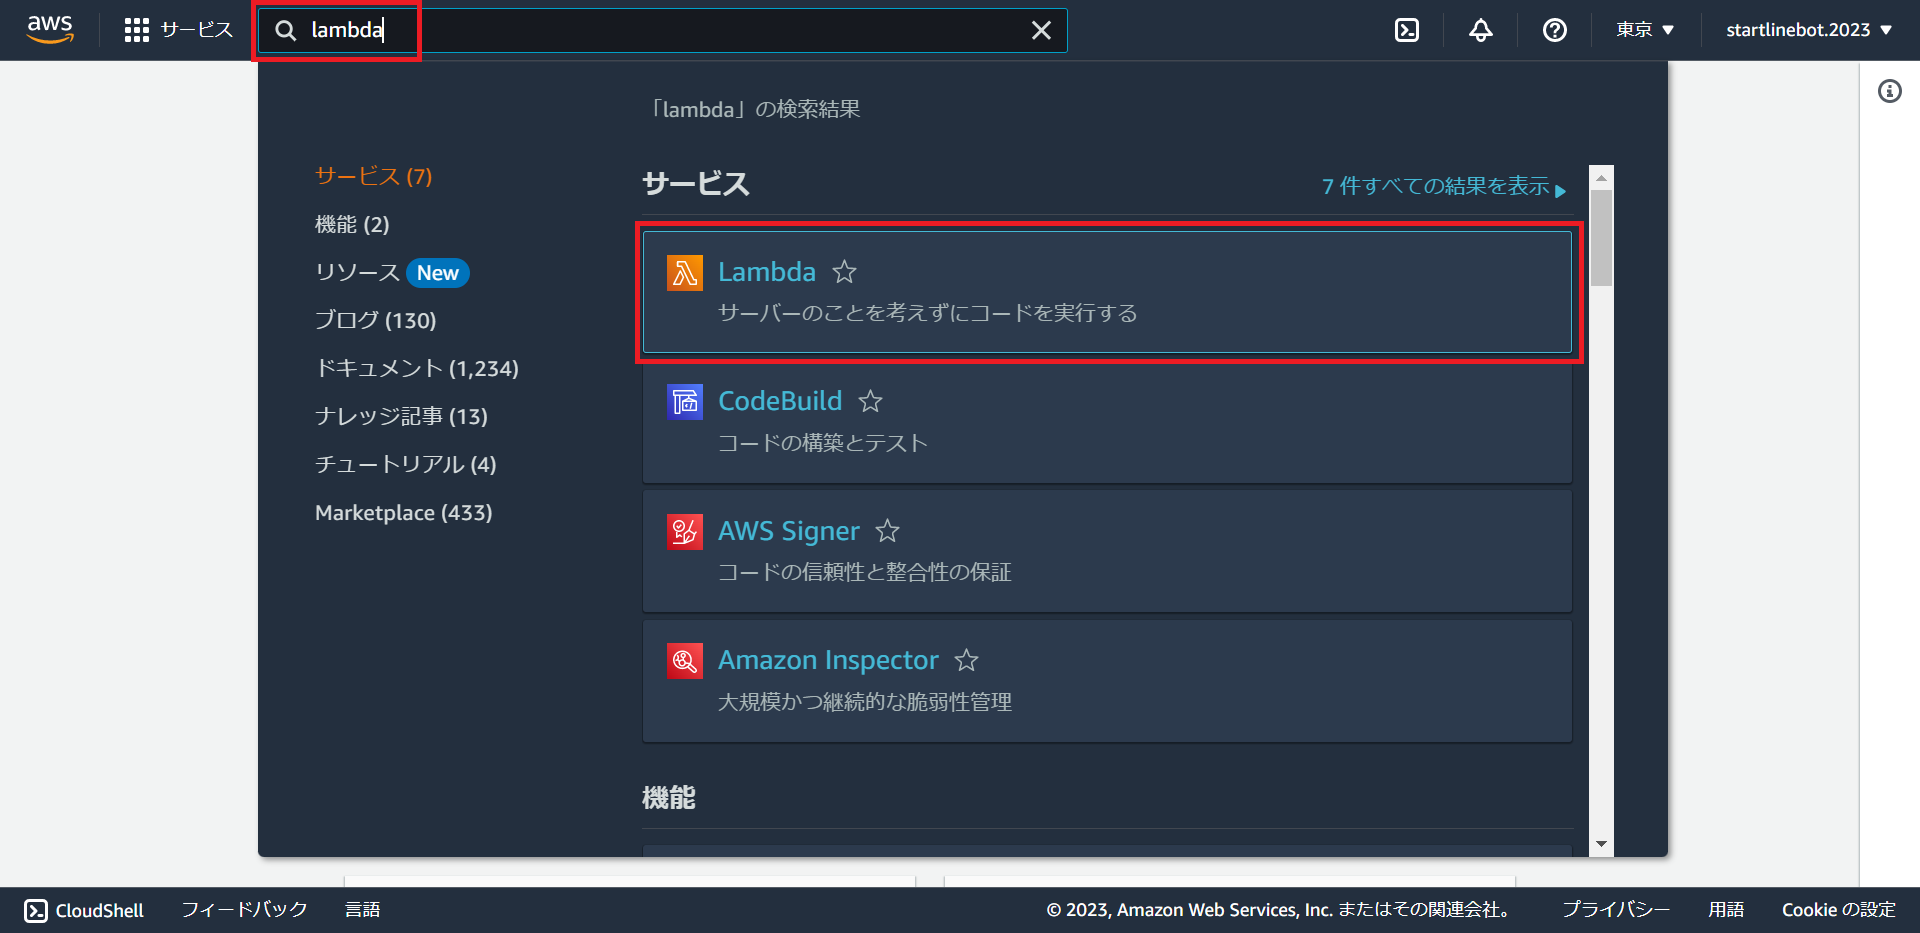 aws
サービス
lambda
東京
startlinebot.2023
「lambda」の検索結果
サービス (7)
機能 (2)
リソース New
ブログ (130)
ドキュメント (1,234)
ナレッジ記事 (13)
チュートリアル (4)
Marketplace (433)
サービス
7 件すべての結果を表示
Lambda
サーバーのことを考えずにコードを実行する
CodeBuild
コードの構築とテスト
AWS Signer
コードの信頼性と整合性の保証
Amazon Inspector
大規模かつ継続的な脆弱性管理
機能
CloudShell
フィードバック
言語
© 2023, Amazon Web Services, Inc. またはその関連会社。
プライバシー
用語
Cookie の設定